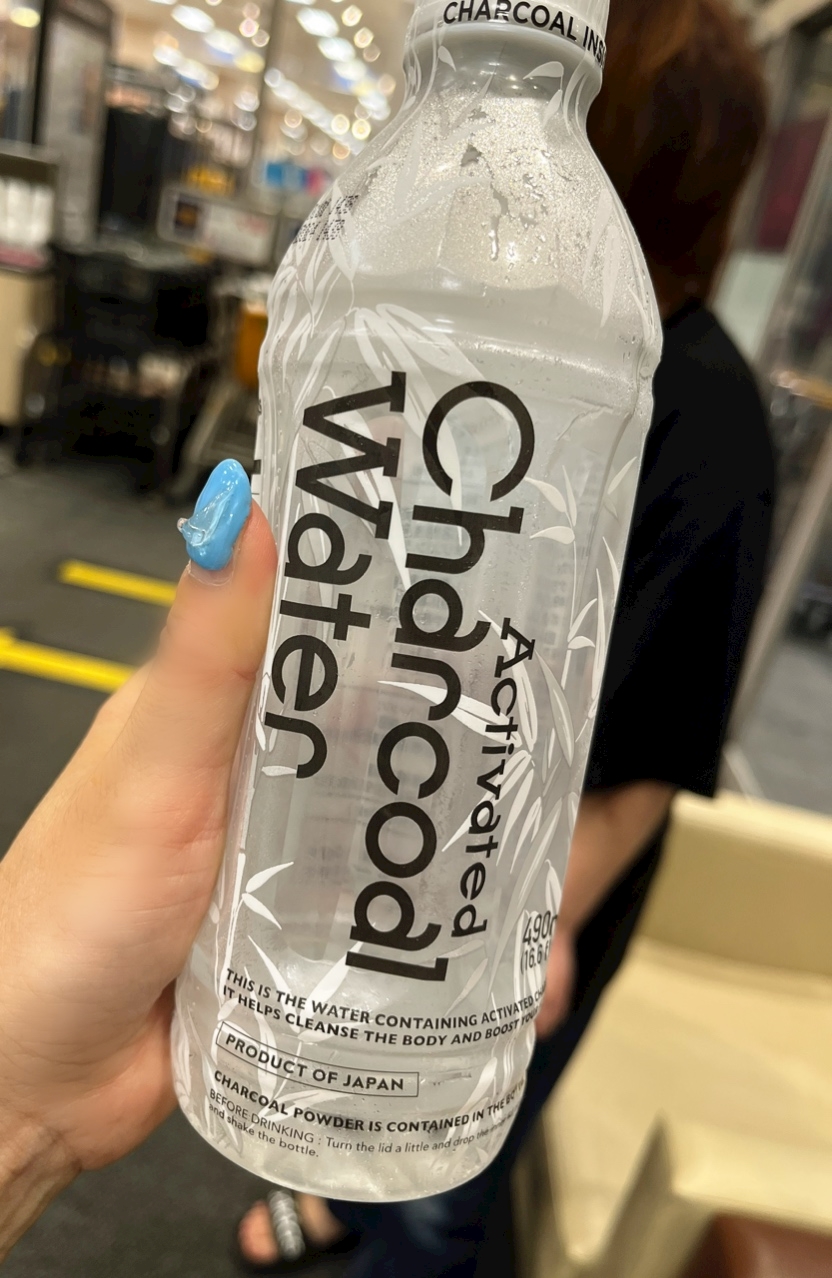 CHARCOAL
Activated
Charcoal
Water
THIS IS THE WATER CONTAINING ACTIVATED
IT HELPS CLEANSE THE BODY AND BOOST
PRODUCT OF JAPAN
CHARCOAL POWDER IS CONTAINED IN THE
BEFORE DRINKING : Turn the lid a little and drop the
and shake the bottle.